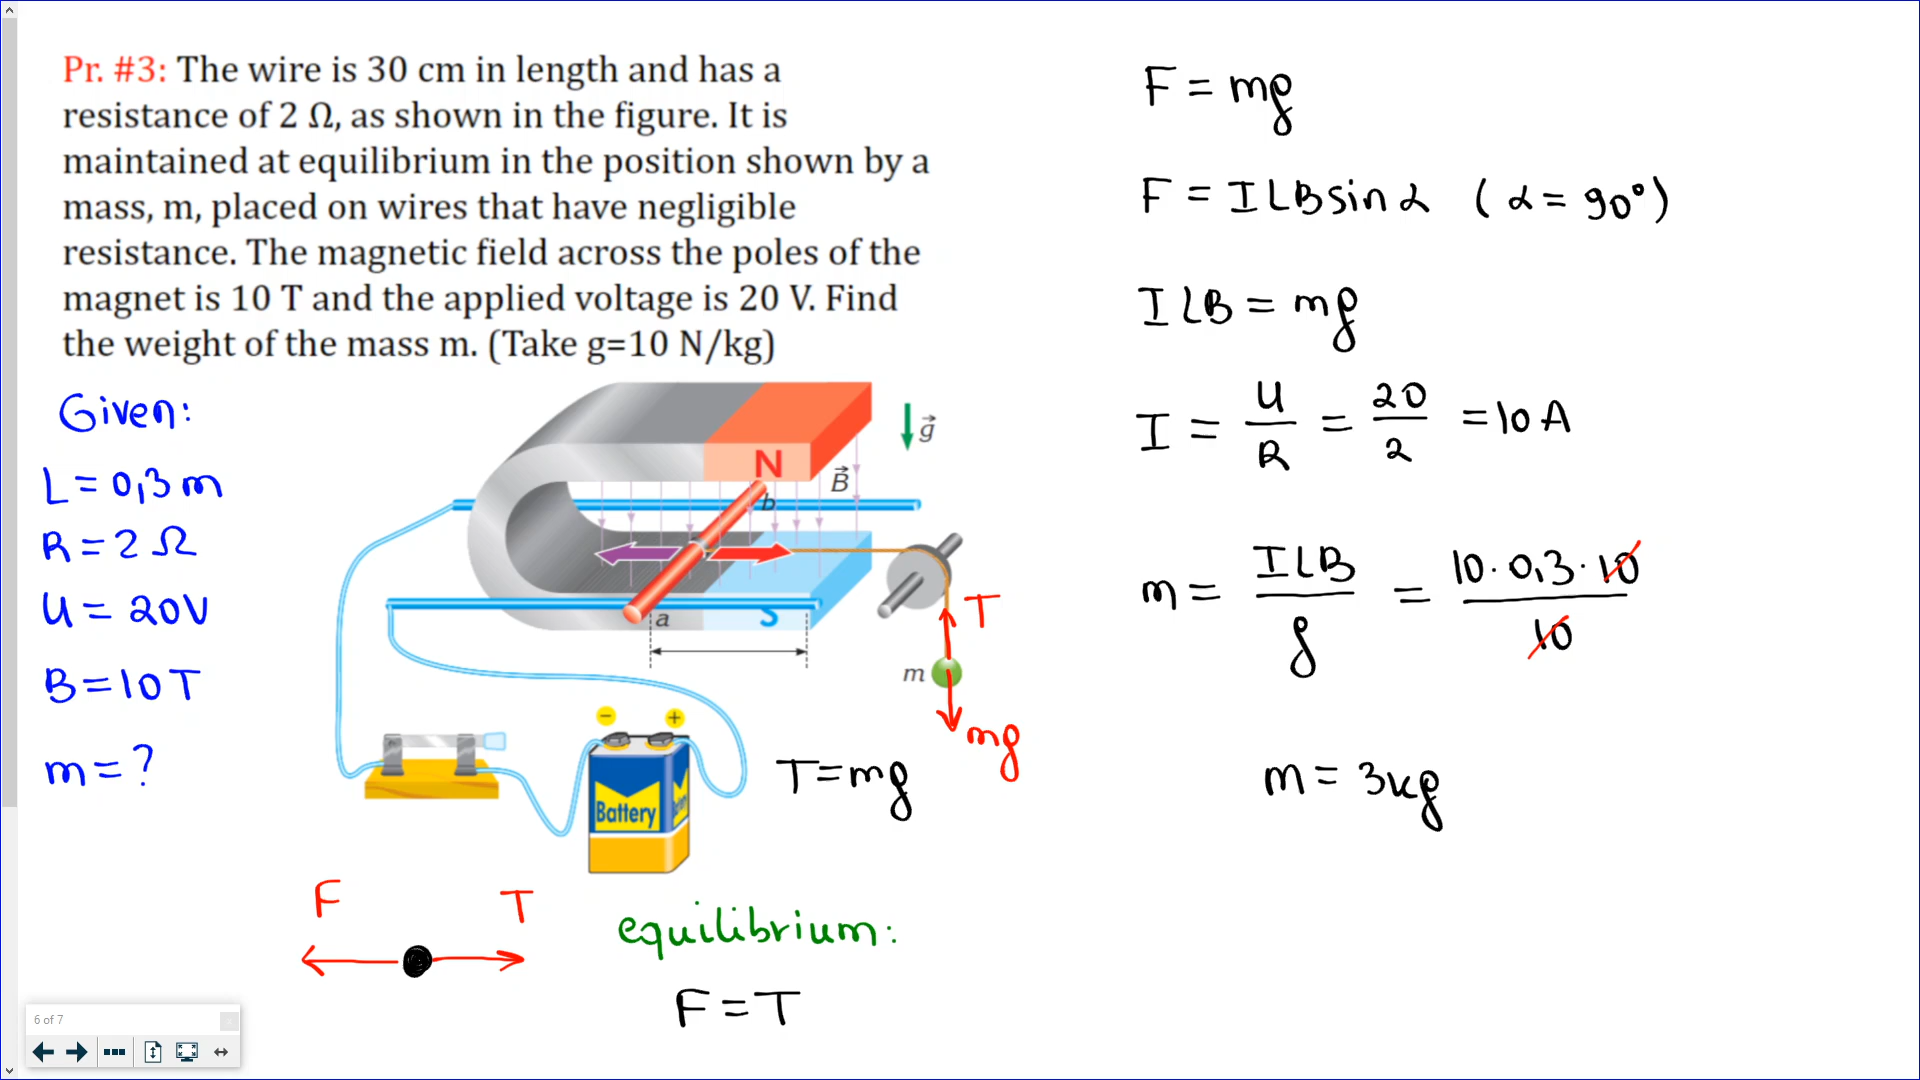 Pr. #3: The wire is 30 cm in length and has a
resistance of 2 Ω, as shown in the figure. It is
maintained at equilibrium in the position shown by a
mass, m, placed on wires that have negligible
resistance. The magnetic field across the poles of the
magnet is 10 T and the applied voltage is 20 V. Find
the weight of the mass m. (Take g=10 N/kg)
Given:
L = 0,3 m
R = 2 Ω
U = 20V
B = 10 T
m = ?
N
g⃗
B⃗
b
a
S
T
m
mg
−
+
Battery
Battery
T = mg
F
T
equilibrium:
F = T
F = mg
F = ILB sin α (α = 90°)
ILB = mg
I = U/R = 20/2 = 10 A
m = ILB/g = 10 · 0,3 · 10/10
m = 3kg
6 of 7